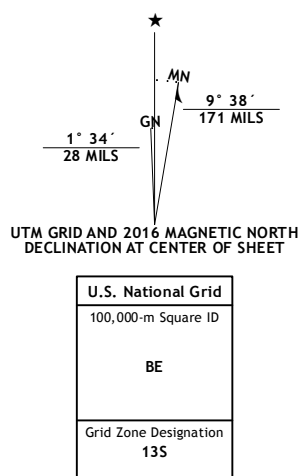 ★
MN
GN
9° 38´
171 MILS
1° 34´
28 MILS
UTM GRID AND 2016 MAGNETIC NORTH
DECLINATION AT CENTER OF SHEET
U.S. National Grid
100,000-m Square ID
BE
Grid Zone Designation
13S